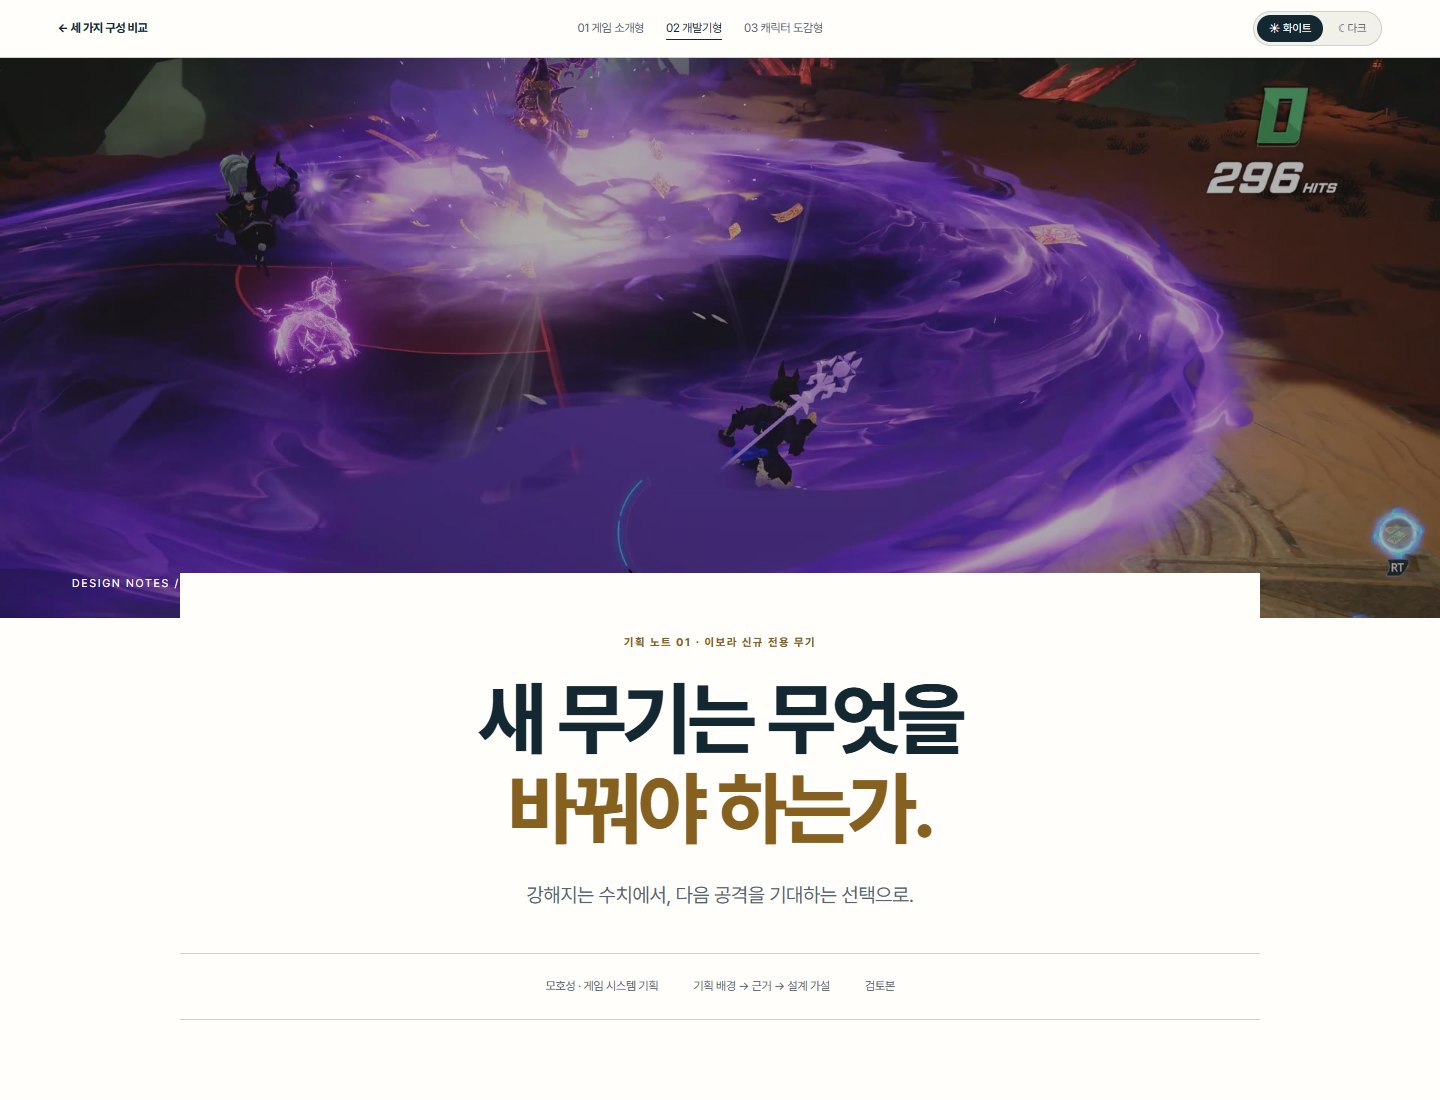 ← 세 가지 구성 비교
01 게임 소개형 02 개발기형 03 캐릭터 도감형
☀ 화이트 ☾ 다크
D
296 HITS
RT
DESIGN NOTES /
기획 노트 01 · 이보라 신규 전용 무기
새 무기는 무엇을
바꿔야 하는가.
강해지는 수치에서, 다음 공격을 기대하는 선택으로.
모호성 · 게임 시스템 기획 기획 배경 → 근거 → 설계 가설 검토본